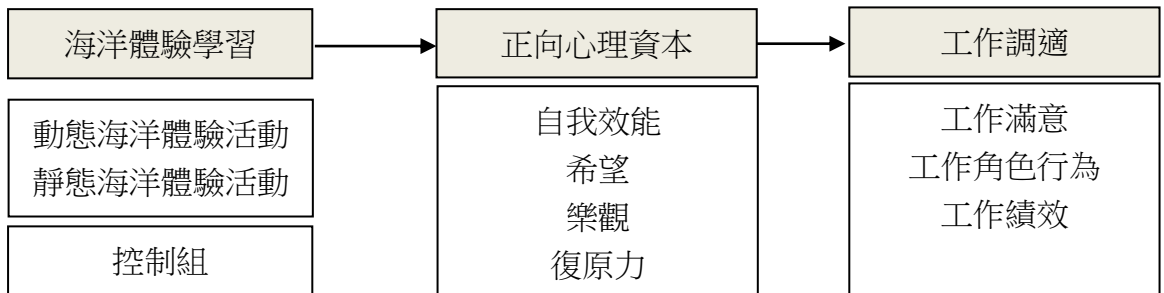 海洋體驗學習
動態海洋體驗活動
靜態海洋體驗活動
控制組
正向心理資本
自我效能
希望
樂觀
復原力
工作調適
工作滿意
工作角色行為
工作績效